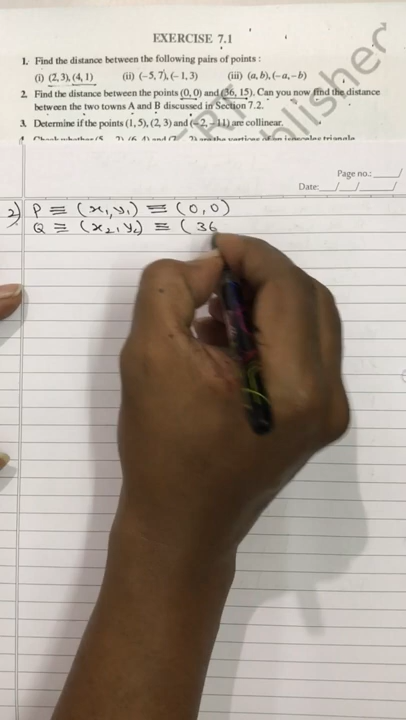 EXERCISE 7.1
1. Find the distance between the following pairs of points :
(i) (2, 3), (4, 1) (ii) (–5, 7), (–1, 3) (iii) (a, b), (–a, –b)
2. Find the distance between the points (0, 0) and (36, 15). Can you now find the distance
between the two towns A and B discussed in Section 7.2.
3. Determine if the points (1, 5), (2, 3) and (–2, –11) are collinear.
Page no.: _____/
Date: __/__/____/
2) P ≡ (x₁, y₁) ≡ (0, 0)
Q ≡ (x₂, y₂) ≡ ( 36